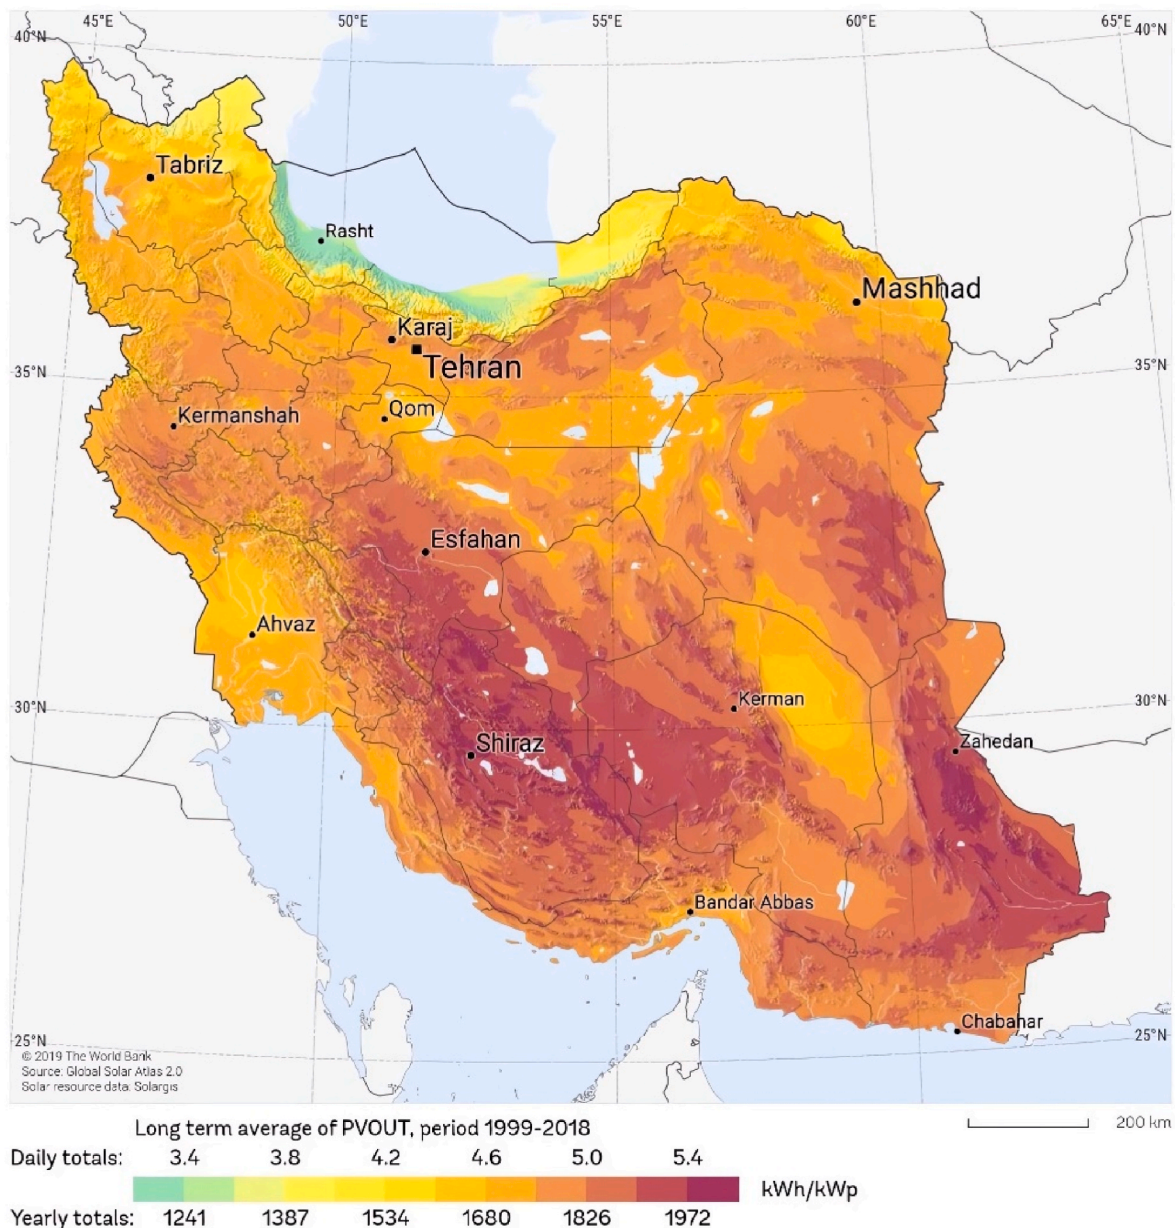 45°E 50°E 55°E 60°E 65°E
40°N 40°N
Tabriz
Rasht
Mashhad
Karaj
Tehran
35°N 35°N
Qom
Kermanshah
Esfahan
Ahvaz
30°N 30°N
Kerman
Shiraz
Zahedan
Bandar Abbas
Chabahar
25°N 25°N
© 2019 The World Bank
Source: Global Solar Atlas 2.0
Solar resource data: Solargis
Long term average of PVOUT, period 1999-2018
200 km
Daily totals: 3.4 3.8 4.2 4.6 5.0 5.4
kWh/kWp
Yearly totals: 1241 1387 1534 1680 1826 1972